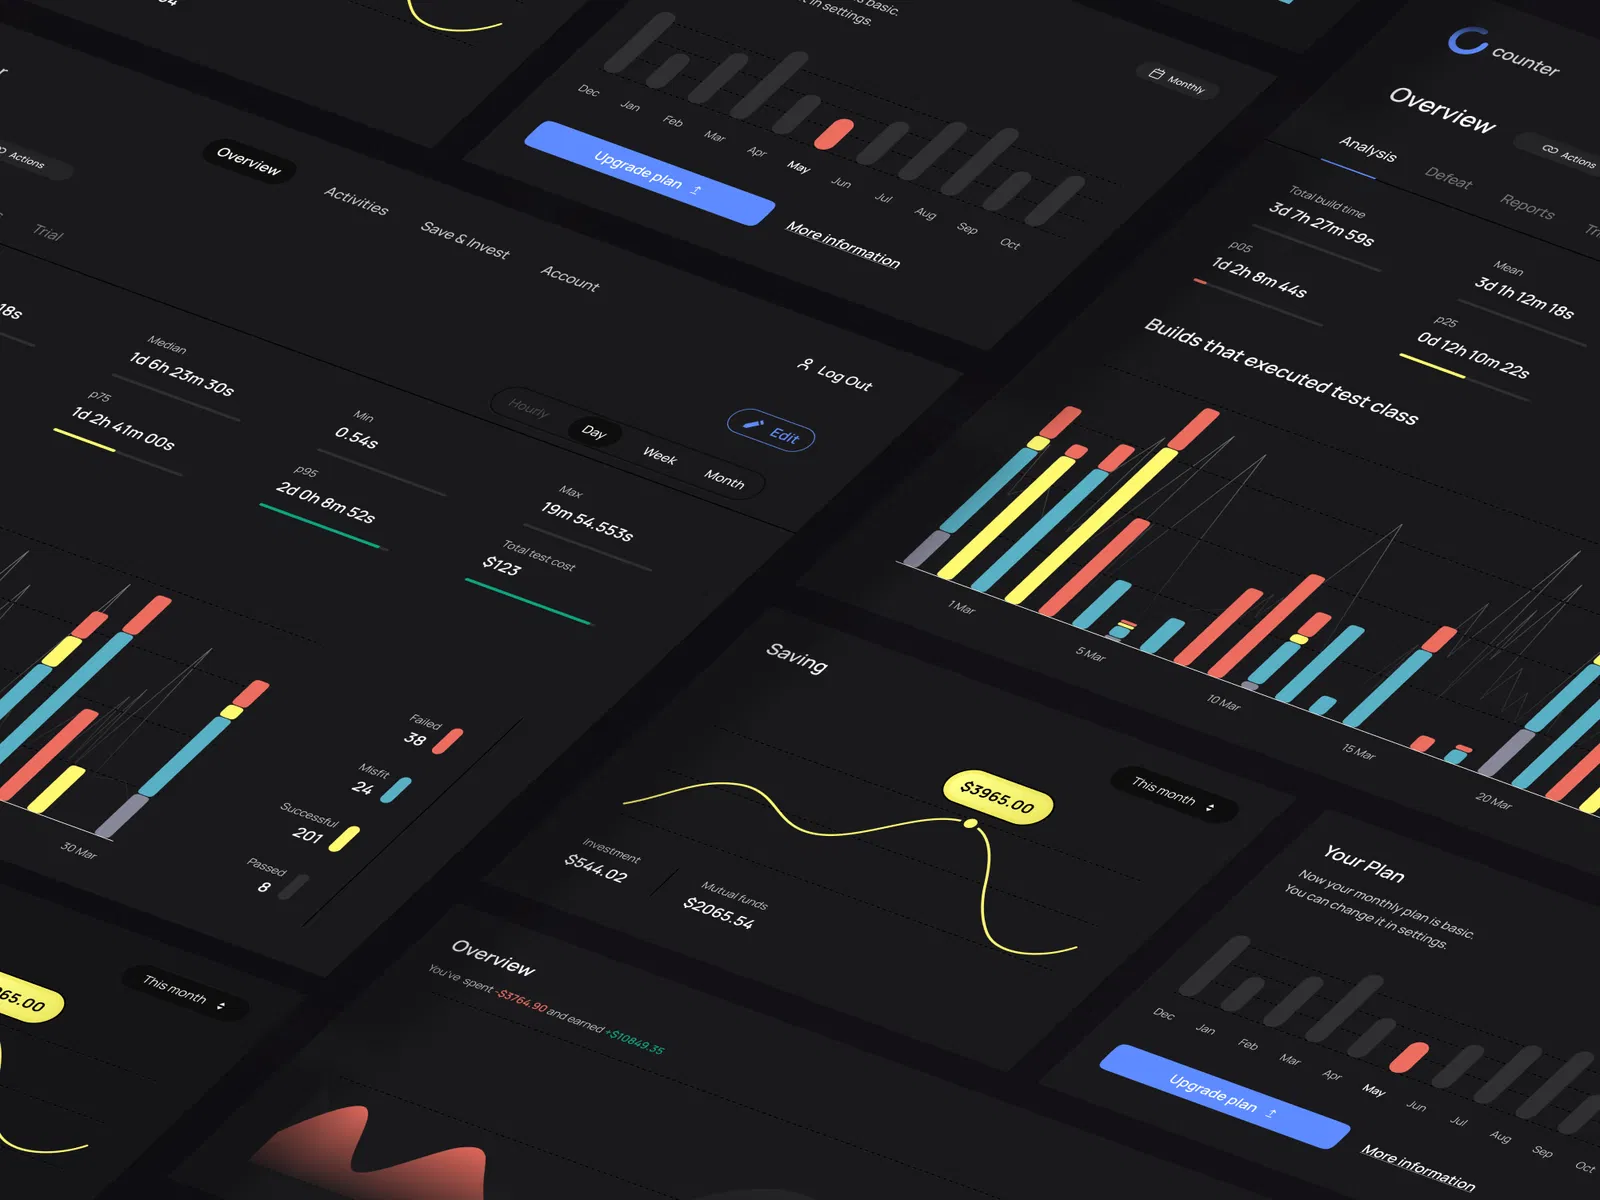 basic.
t in settings.
Monthly
Dec
Jan
Feb
Mar
Apr
May
Jun
Jul
Aug
Sep
Oct
Upgrade plan
More information
counter
Overview
Actions
Analysis
Defeat
Reports
Total build time
3d 7h 27m 59s
Mean
3d 1h 12m 18s
p05
1d 2h 8m 44s
p25
0d 12h 10m 22s
Builds that executed test class
1 Mar
5 Mar
10 Mar
15 Mar
20 Mar
Actions
Overview
Activities
Save & Invest
Account
Trial
Log Out
Edit
Hourly
Day
Week
Month
18s
Median
1d 6h 23m 30s
Min
0.54s
Max
19m 54.553s
p75
1d 2h 41m 00s
p95
2d 0h 8m 52s
Total test cost
$123
30 Mar
Failed
38
Misfit
24
Successful
201
Passed
8
Saving
This month
$3965.00
Investment
$544.02
Mutual funds
$2065.54
65.00
This month
Overview
You've spent -$3764.90 and earned +$10849.35
Your Plan
Now your monthly plan is basic.
You can change it in settings.
Dec
Jan
Feb
Mar
Apr
May
Jun
Jul
Aug
Sep
Oct
Upgrade plan
More information